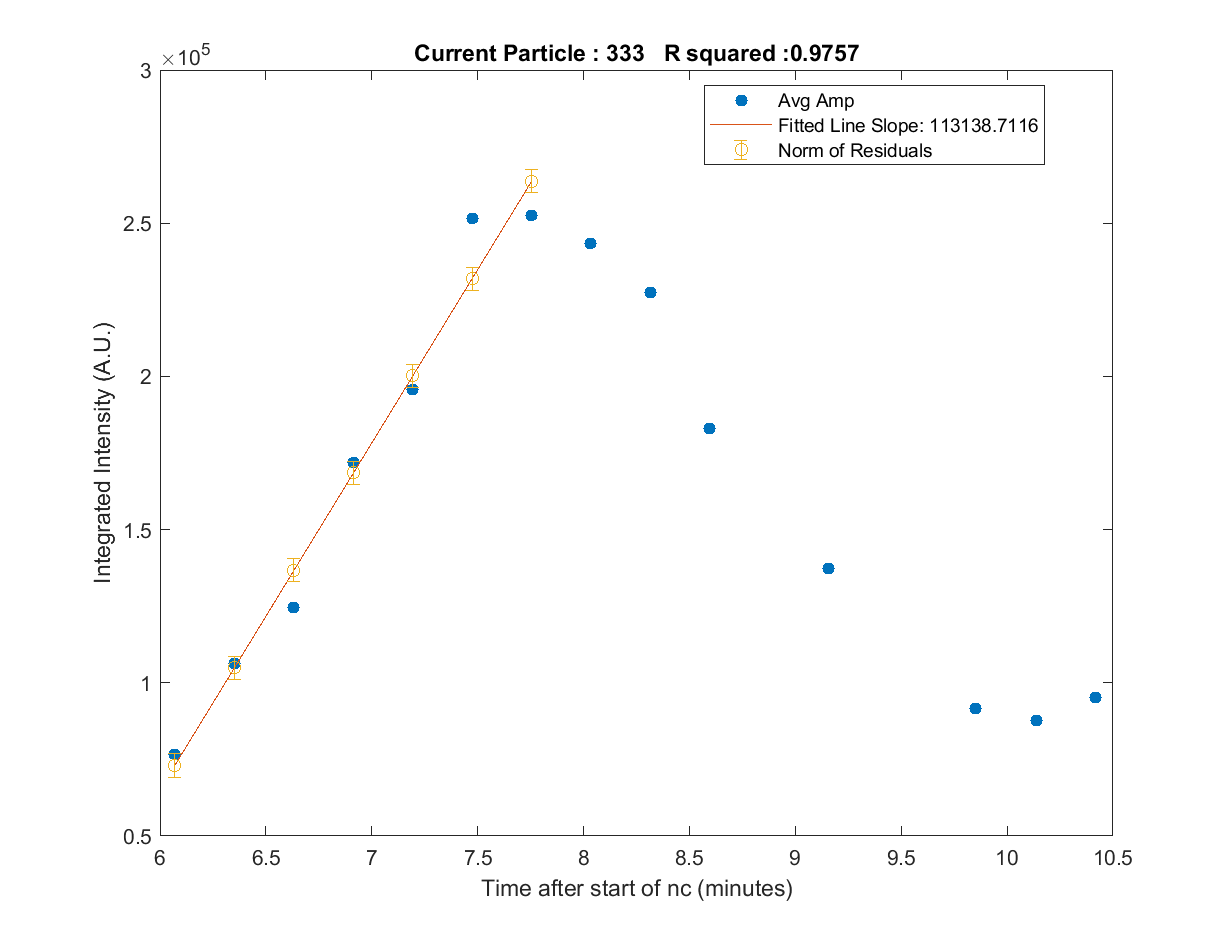 Current Particle : 333 R squared :0.9757
×10^5
3
2.5
2
1.5
1
0.5
Integrated Intensity (A.U.)
Avg Amp
Fitted Line Slope: 113138.7116
Norm of Residuals
6 6.5 7 7.5 8 8.5 9 9.5 10 10.5
Time after start of nc (minutes)